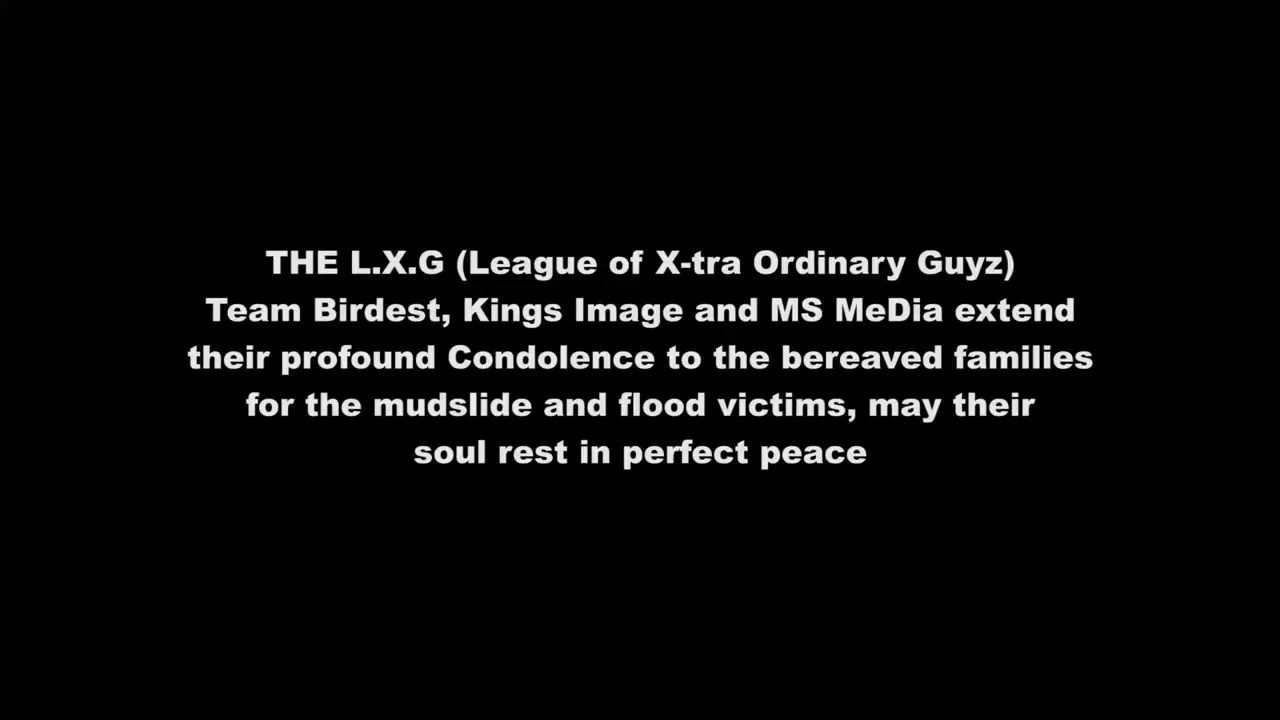 THE L.X.G (League of X-tra Ordinary Guyz)
Team Birdest, Kings Image and MS MeDia extend
their profound Condolence to the bereaved families
for the mudslide and flood victims, may their
soul rest in perfect peace